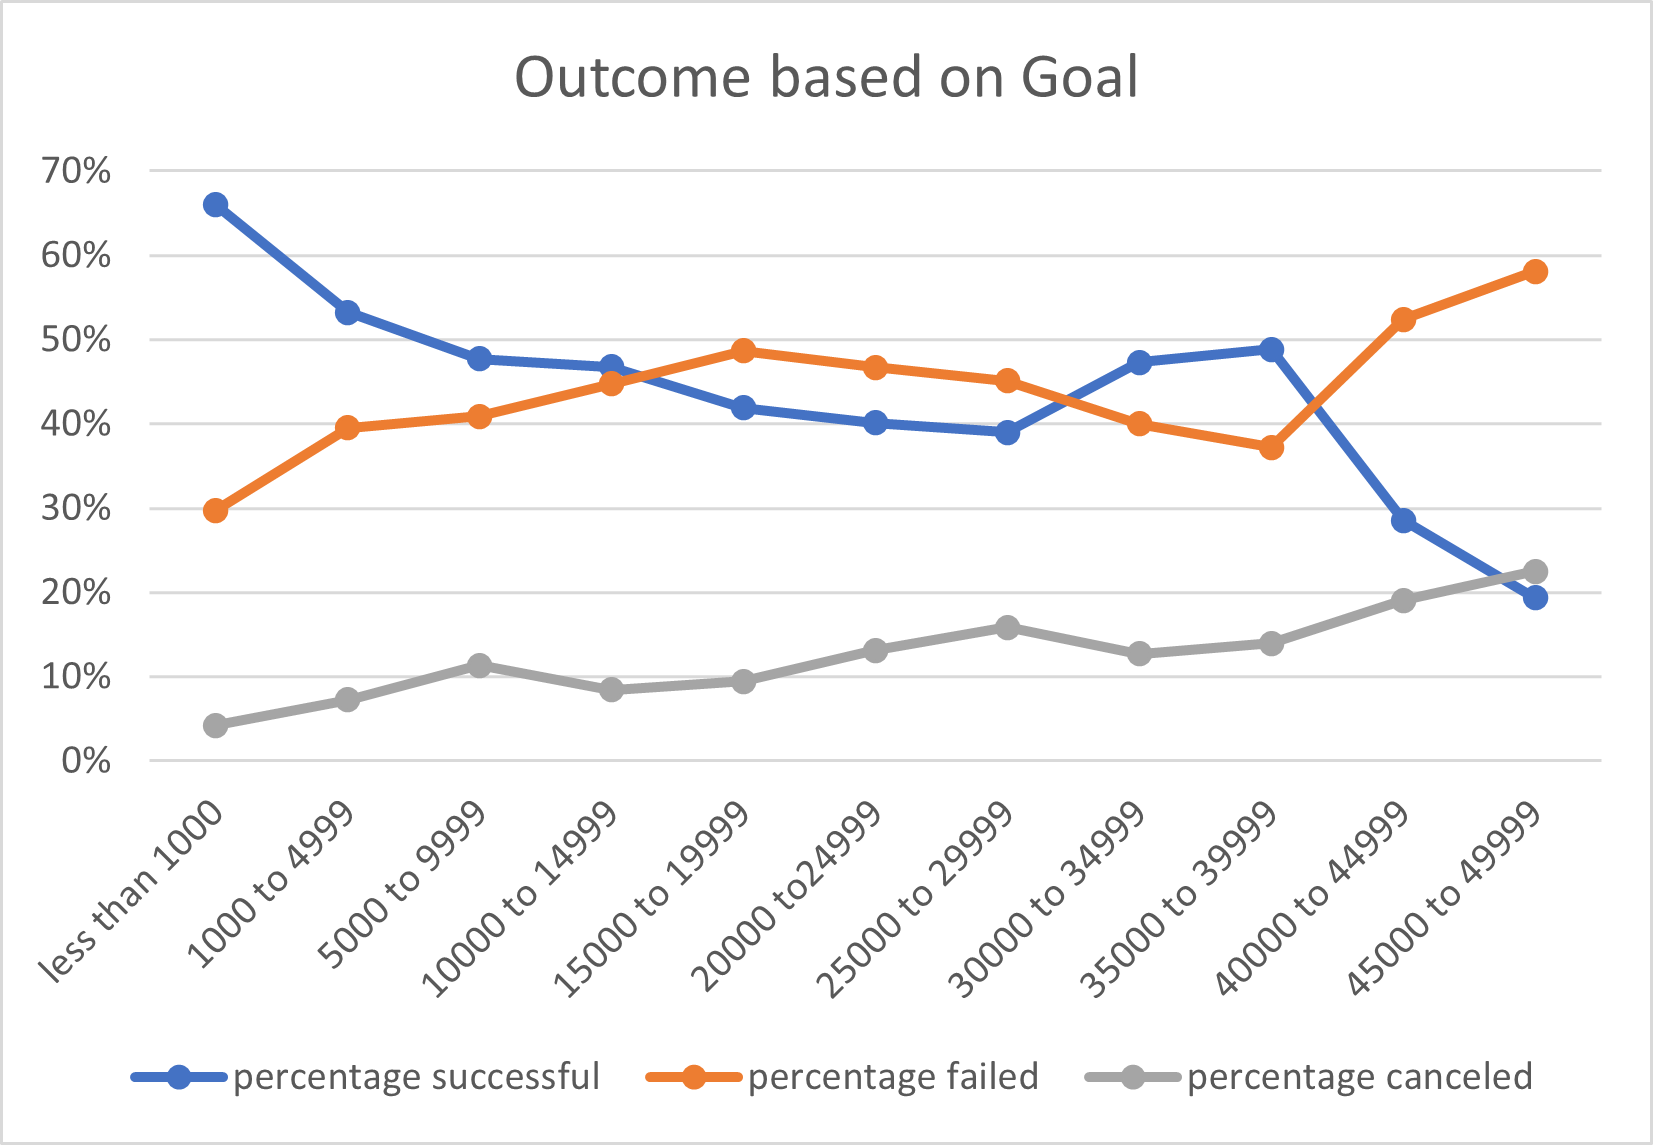 Outcome based on Goal
70%
60%
50%
40%
30%
20%
10%
0%
less than 1000
1000 to 4999
5000 to 9999
10000 to 14999
15000 to 19999
20000 to24999
25000 to 29999
30000 to 34999
35000 to 39999
40000 to 44999
45000 to 49999
percentage successful
percentage failed
percentage canceled